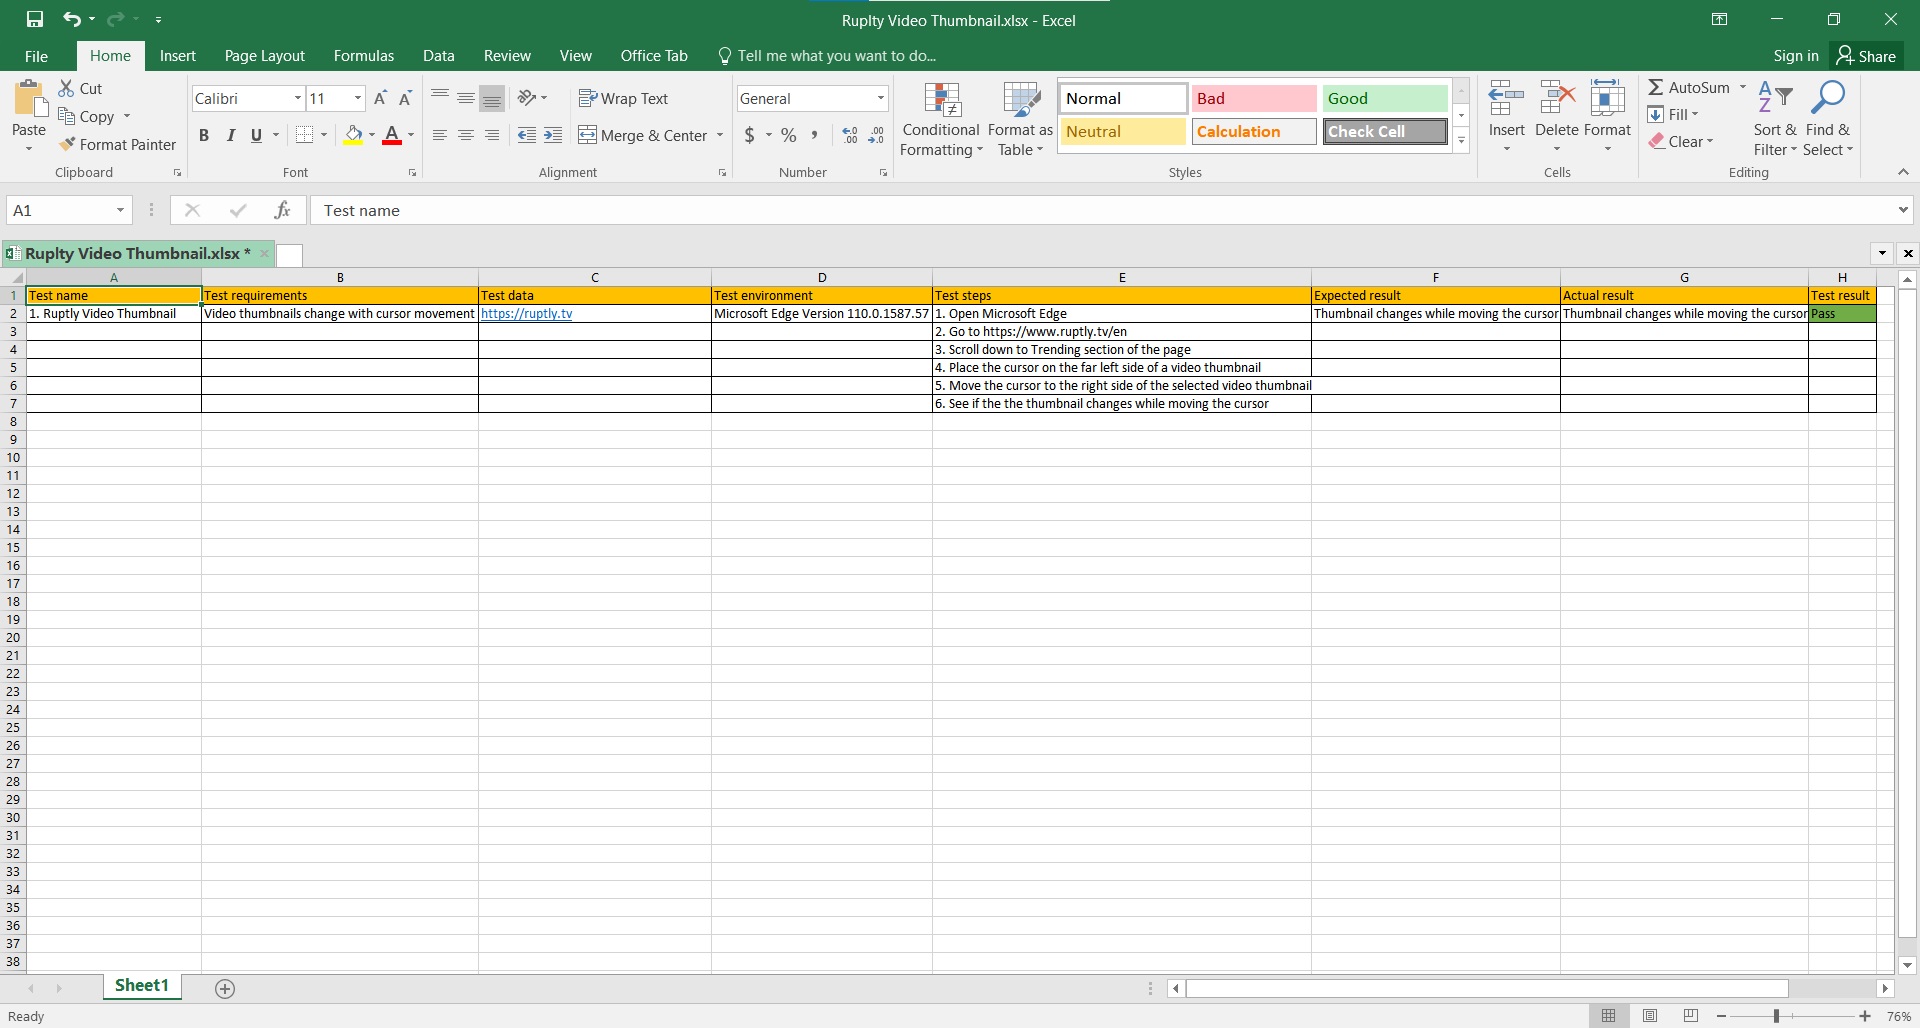 Ruplty Video Thumbnail.xlsx - Excel
File Home Insert Page Layout Formulas Data Review View Office Tab Tell me what you want to do... Sign in Share
Paste
Cut
Copy
Format Painter
Clipboard
Calibri 11
B I U
Font
Wrap Text
Merge & Center
Alignment
General
$ % ,
Number
Conditional Formatting
Format as Table
Normal Bad Good
Neutral Calculation Check Cell
Styles
Insert Delete Format
Cells
AutoSum
Fill
Clear
Sort & Filter
Find & Select
Editing
A1 fx Test name
Ruplty Video Thumbnail.xlsx *
A B C D E F G H
1 Test name Test requirements Test data Test environment Test steps Expected result Actual result Test result
2 1. Ruptly Video Thumbnail Video thumbnails change with cursor movement https://ruptly.tv Microsoft Edge Version 110.0.1587.57 1. Open Microsoft Edge Thumbnail changes while moving the cursor Thumbnail changes while moving the cursor Pass
3 2. Go to https://www.ruptly.tv/en
4 3. Scroll down to Trending section of the page
5 4. Place the cursor on the far left side of a video thumbnail
6 5. Move the cursor to the right side of the selected video thumbnail
7 6. See if the the thumbnail changes while moving the cursor
8
9
10
11
12
13
14
15
16
17
18
19
20
21
22
23
24
25
26
27
28
29
30
31
32
33
34
35
36
37
38
Sheet1
Ready 76%